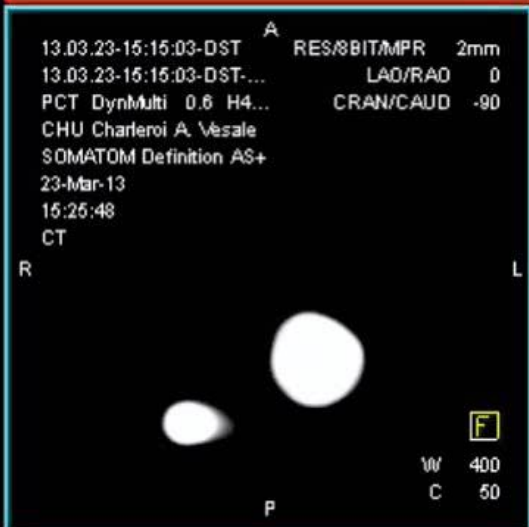 A
13.03.23-15:15:03-DST RES/8BIT/MPR 2mm
13.03.23-15:15:03-DST-... LAO/RAO 0
PCT DynMulti 0.6 H4... CRAN/CAUD -90
CHU Charleroi A. Vesale
SOMATOM Definition AS+
23-Mar-13
15:25:48
CT
R L
F
W 400
C 50
P